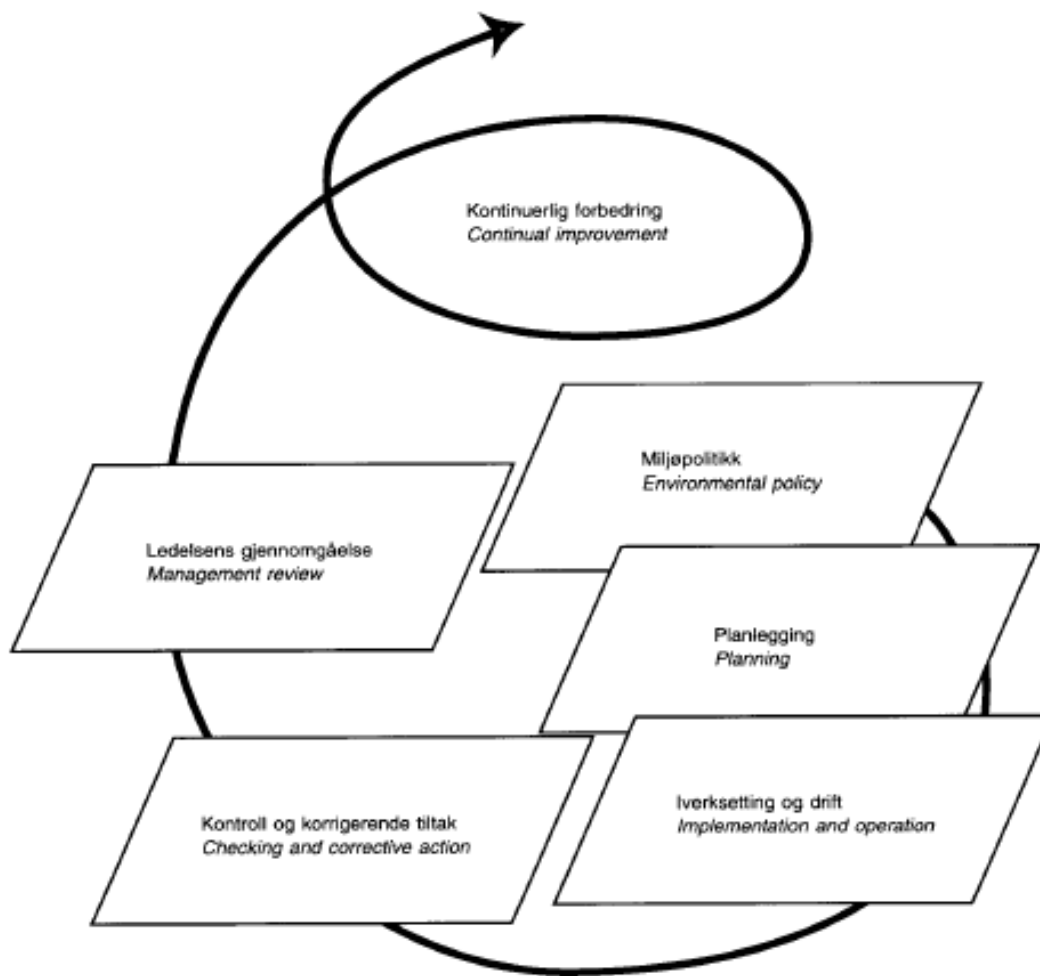 Kontinuerlig forbedring
Continual improvement
Miljøpolitikk
Environmental policy
Ledelsens gjennomgåelse
Management review
Planlegging
Planning
Iverksetting og drift
Implementation and operation
Kontroll og korrigerende tiltak
Checking and corrective action